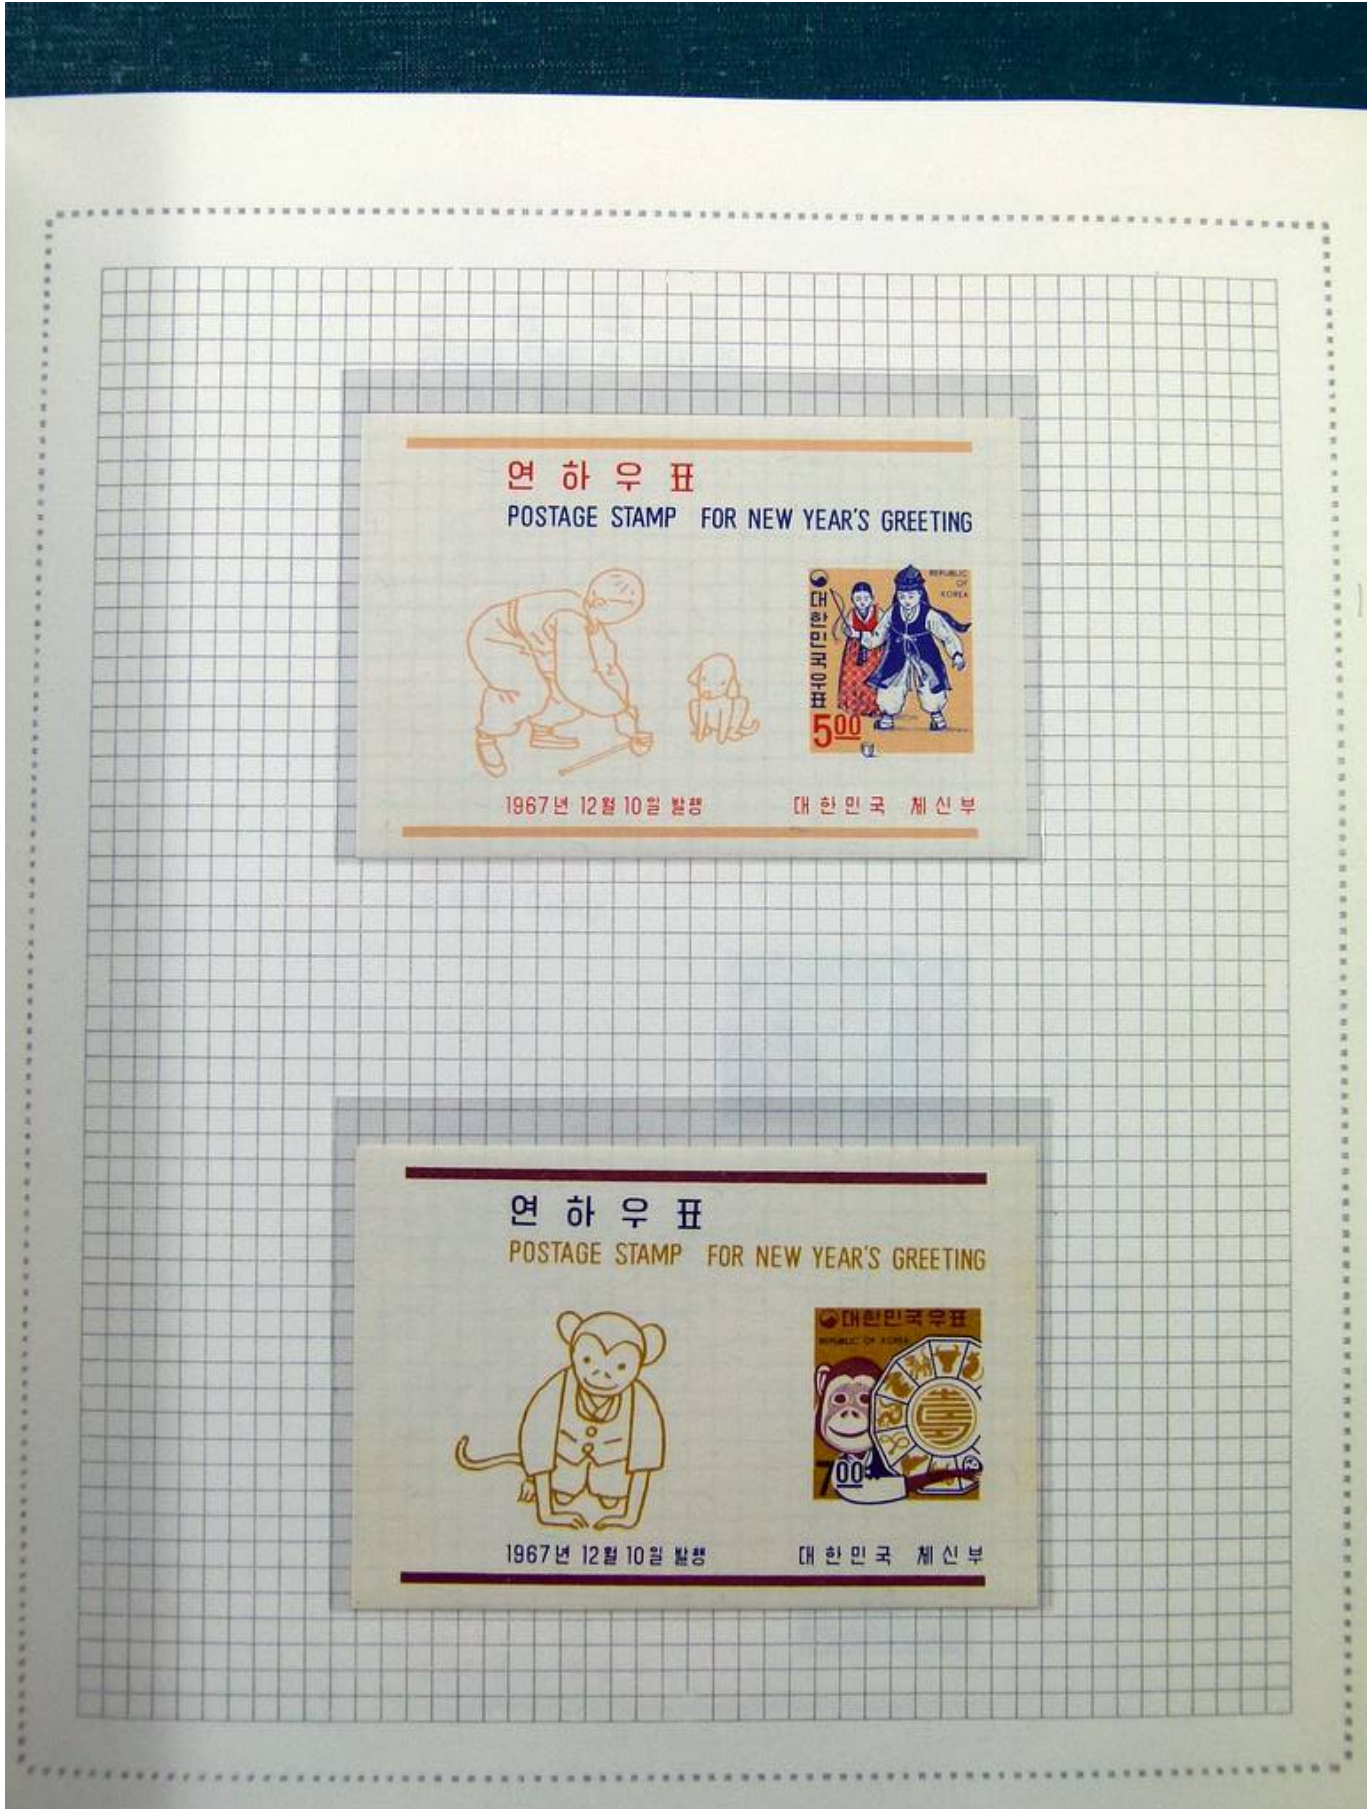 연하우표
POSTAGE STAMP FOR NEW YEAR'S GREETING
대한민국우표
REPUBLIC
OF
KOREA
500
1967년 12월 10일 발행
대한민국 체신부
연하우표
POSTAGE STAMP FOR NEW YEAR'S GREETING
대한민국우표
REPUBLIC OF KOREA
700
1967년 12월 10일 발행
대한민국 체신부